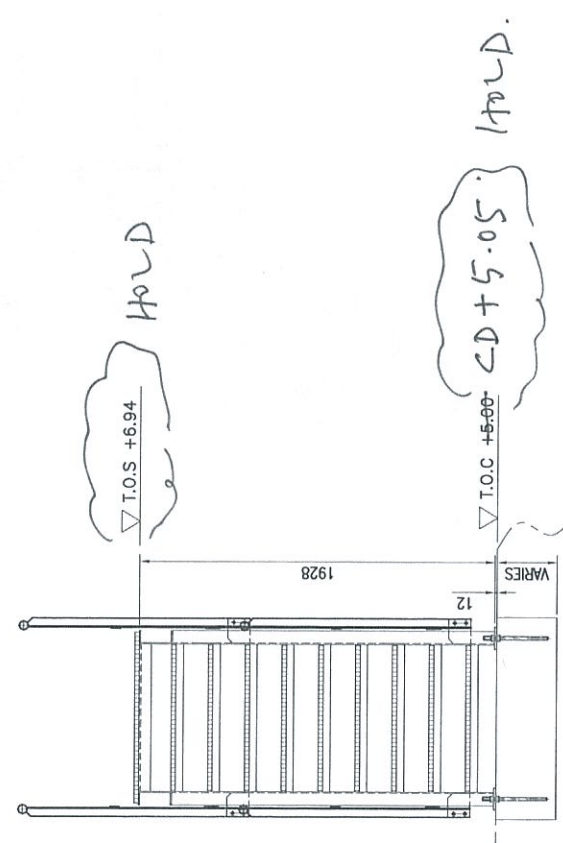 HOLD
▽ T.O.S +6.94
HOLD.
CD+5.05.
▽ T.O.C +5.00
1928
12
VARIES